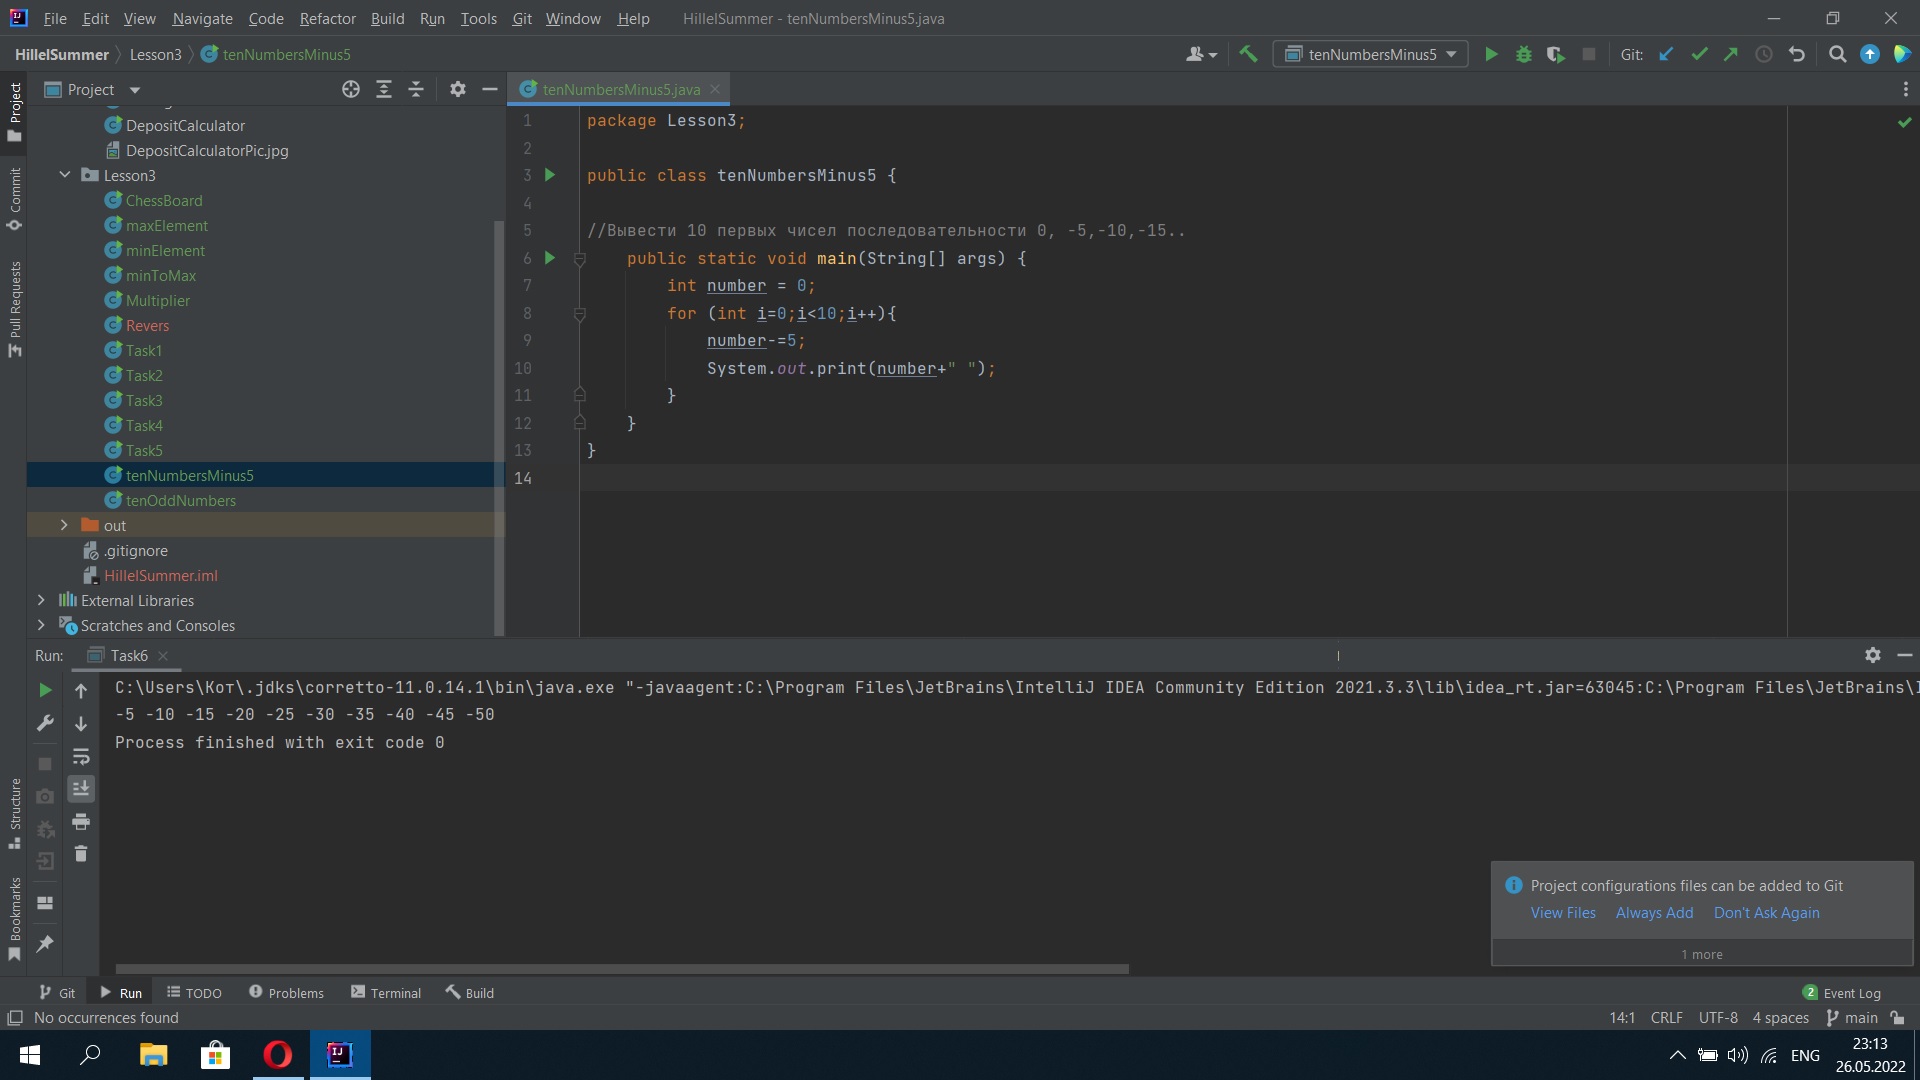 File Edit View Navigate Code Refactor Build Run Tools Git Window Help HillelSummer - tenNumbersMinus5.java
HillelSummer Lesson3 tenNumbersMinus5
tenNumbersMinus5 Git:
Project
tenNumbersMinus5.java
DepositCalculator
DepositCalculatorPic.jpg
Lesson3
ChessBoard
maxElement
minElement
minToMax
Multiplier
Revers
Task1
Task2
Task3
Task4
Task5
tenNumbersMinus5
tenOddNumbers
out
.gitignore
HillelSummer.iml
External Libraries
Scratches and Consoles
Project
Commit
Pull Requests
Structure
Bookmarks
1 package Lesson3;
2
3 public class tenNumbersMinus5 {
4
5 //Вывести 10 первых чисел последовательности 0, -5,-10,-15..
6 public static void main(String[] args) {
7 int number = 0;
8 for (int i=0;i<10;i++){
9 number-=5;
10 System.out.print(number+" ");
11 }
12 }
13 }
14
Run: Task6
C:\Users\Кот\.jdks\corretto-11.0.14.1\bin\java.exe "-javaagent:C:\Program Files\JetBrains\IntelliJ IDEA Community Edition 2021.3.3\lib\idea_rt.jar=63045:C:\Program Files\JetBrains\
-5 -10 -15 -20 -25 -30 -35 -40 -45 -50
Process finished with exit code 0
Project configurations files can be added to Git
View Files Always Add Don't Ask Again
1 more
Git Run TODO Problems Terminal Build
2 Event Log
No occurrences found
14:1 CRLF UTF-8 4 spaces main
ENG
23:13
26.05.2022